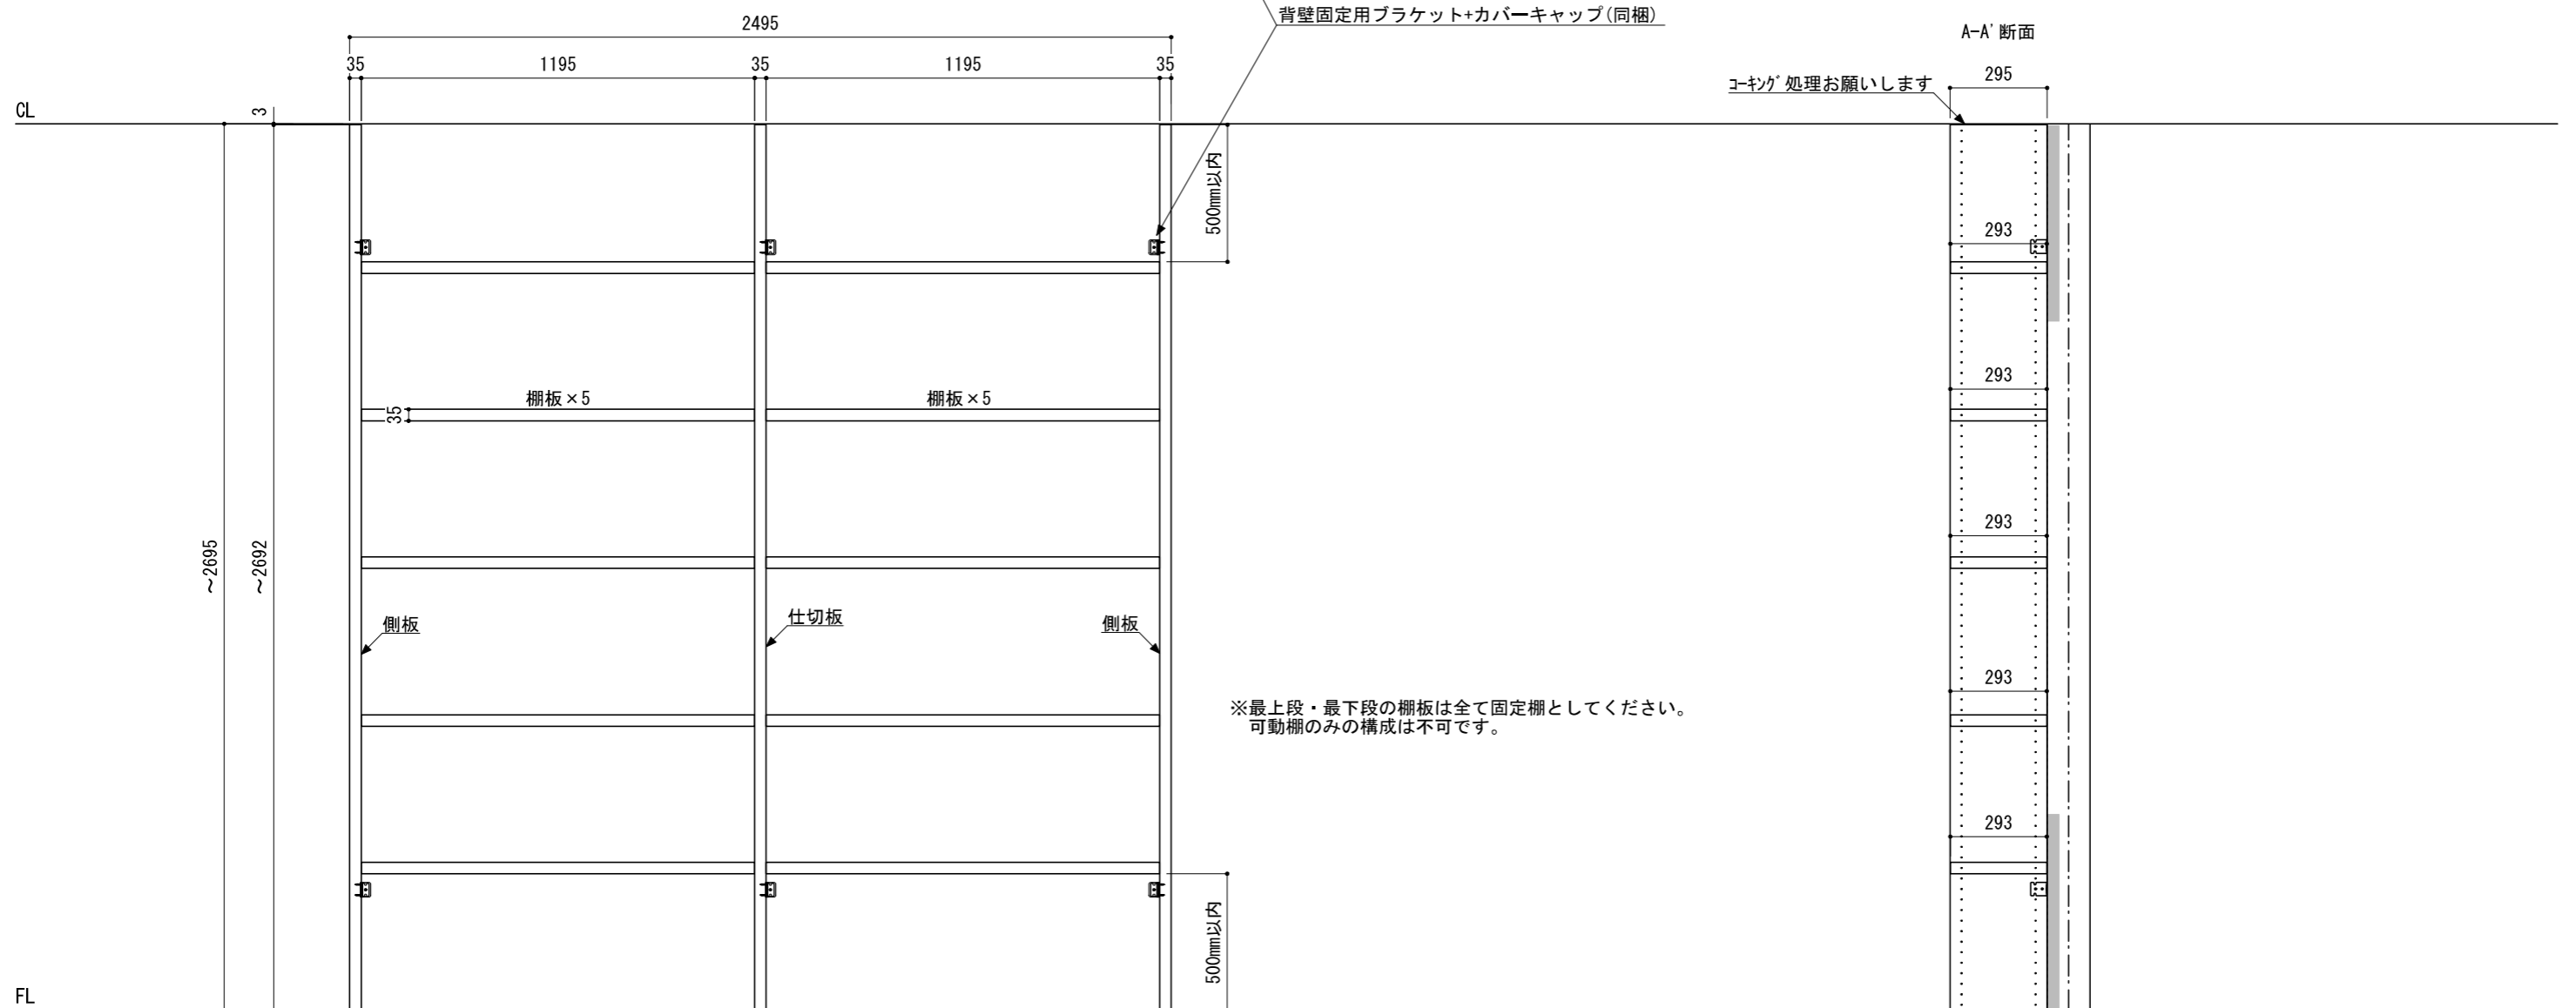 背壁固定用ブラケット+カバーキャップ(同梱)
2495
A-A'断面
35
1195
35
1195
35
コーキング処理お願いします
295
CL
3
500mm以内
293
293
棚板×5
棚板×5
35
293
~2695
~2692
側板
仕切板
側板
293
※最上段・最下段の棚板は全て固定棚としてください。
可動棚のみの構成は不可です。
293
500mm以内
FL